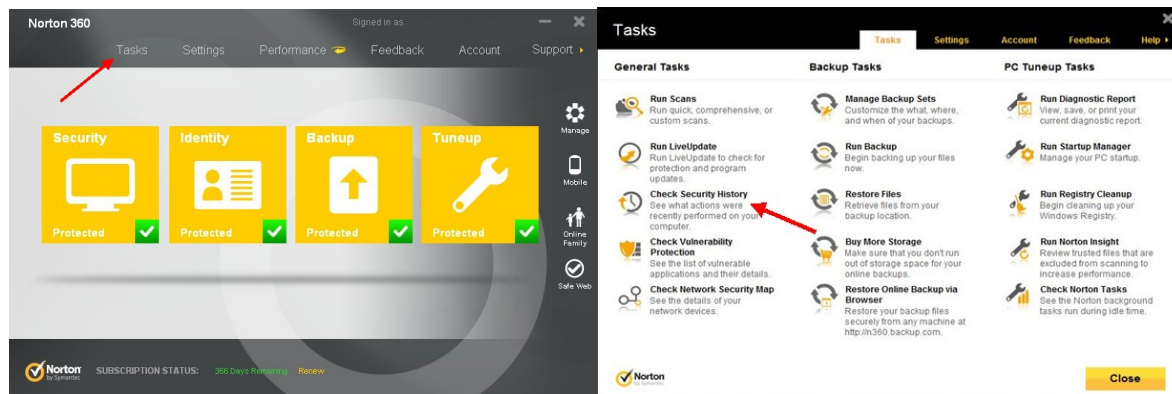 Norton 360
Signed in as
Tasks Settings Performance Feedback Account Support
Security Identity Backup Tuneup
Protected Protected Protected Protected
Manage
Mobile
Online
Family
Safe Web
Norton
by Symantec
SUBSCRIPTION STATUS: 366 Days Remaining Renew
Tasks
Tasks Settings Account Feedback Help
General Tasks
Run Scans
Run quick, comprehensive, or
custom scans.
Run LiveUpdate
Run LiveUpdate to check for
protection and program
updates.
Check Security History
See what actions were
recently performed on your
computer.
Check Vulnerability
Protection
See the list of vulnerable
applications and their details.
Check Network Security Map
See the details of your
network devices.
Backup Tasks
Manage Backup Sets
Customize the what, where,
and when of your backups.
Run Backup
Begin backing up your files
now.
Restore Files
Retrieve files from your
backup location.
Buy More Storage
Make sure that you don't run
out of storage space for your
online backups.
Restore Online Backup via
Browser
Restore your backup files
securely from any machine at
http://n360.backup.com.
PC Tuneup Tasks
Run Diagnostic Report
View, save, or print your
current diagnostic report.
Run Startup Manager
Manage your PC startup.
Run Registry Cleanup
Begin cleaning up your
Windows Registry.
Run Norton Insight
Review trusted files that are
excluded from scanning to
increase performance.
Check Norton Tasks
See the Norton background
tasks run during idle time.
Norton
by Symantec
Close